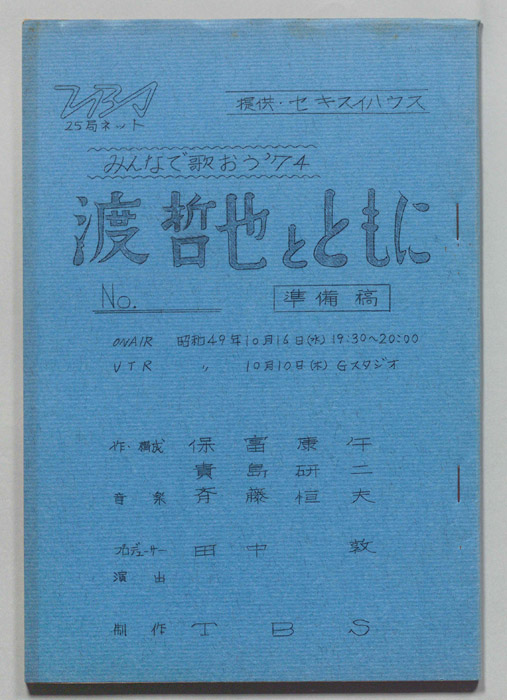 TBS
25局ネット
提供・セキスイハウス
みんなで歌おう'74
渡哲也とともに
No.
準備稿
ONAIR 昭和49年10月16日(水) 19:30〜20:00
VTR 〃 10月10日(木) Gスタジオ
作・構成 保富康午
貴島研二
音楽 斉藤恒夫
プロデューサー 田中敦
演出
制作 TBS